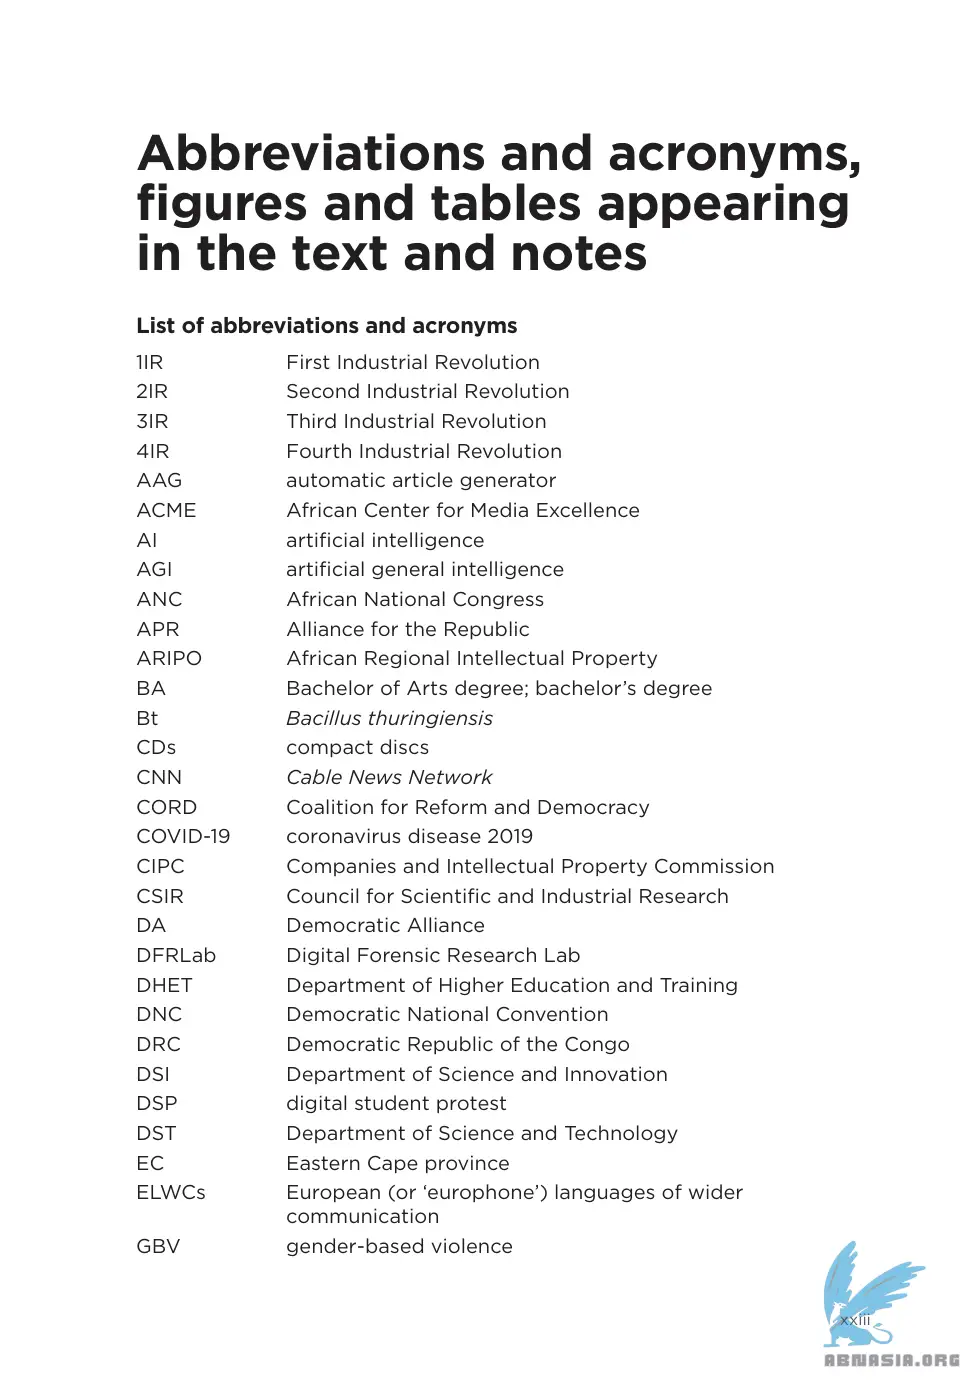 Abbreviations and acronyms,
figures and tables appearing
in the text and notes
List of abbreviations and acronyms
1IR First Industrial Revolution
2IR Second Industrial Revolution
3IR Third Industrial Revolution
4IR Fourth Industrial Revolution
AAG automatic article generator
ACME African Center for Media Excellence
AI artificial intelligence
AGI artificial general intelligence
ANC African National Congress
APR Alliance for the Republic
ARIPO African Regional Intellectual Property
BA Bachelor of Arts degree; bachelor’s degree
Bt Bacillus thuringiensis
CDs compact discs
CNN Cable News Network
CORD Coalition for Reform and Democracy
COVID-19 coronavirus disease 2019
CIPC Companies and Intellectual Property Commission
CSIR Council for Scientific and Industrial Research
DA Democratic Alliance
DFRLab Digital Forensic Research Lab
DHET Department of Higher Education and Training
DNC Democratic National Convention
DRC Democratic Republic of the Congo
DSI Department of Science and Innovation
DSP digital student protest
DST Department of Science and Technology
EC Eastern Cape province
ELWCs European (or ‘europhone’) languages of wider
communication
GBV gender-based violence
xxiii
ABNASIA.ORG